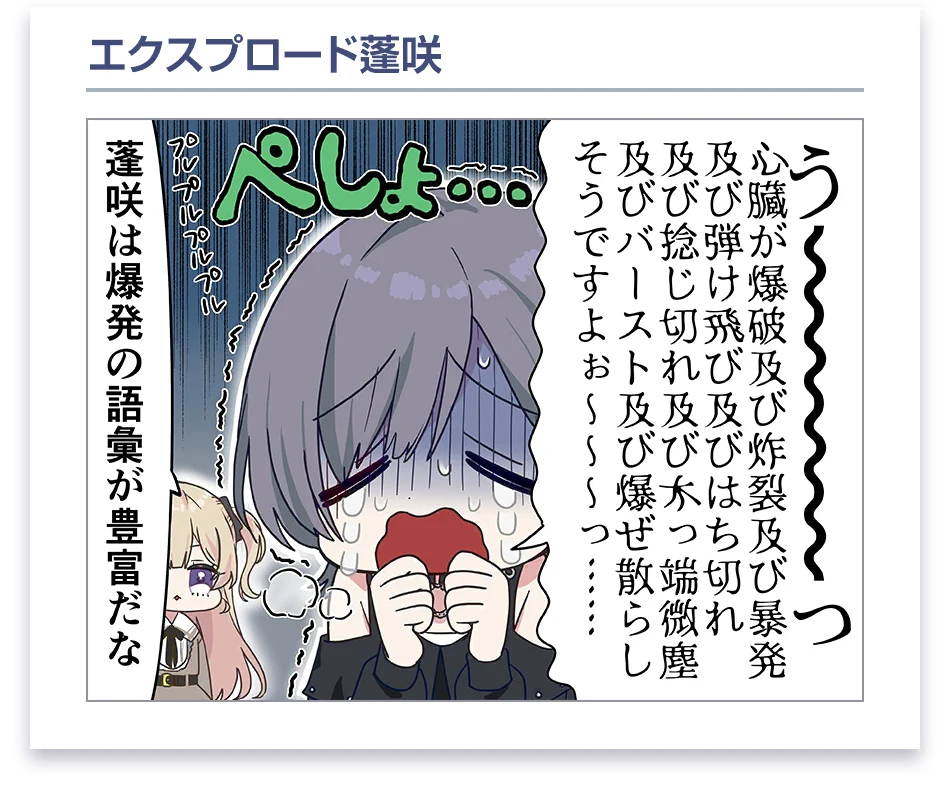 エクスプロード蓬咲
う〜〜〜〜〜〜〜っ
心臓が爆破及び炸裂及び暴発
及び弾け飛び及びはち切れ
及び捻じ切れ及び木っ端微塵
及びバースト及び爆ぜ散らし
そうですよぉ〜〜〜っ……
ぺしょ…
プルプルプルプル
蓬咲は爆発の語彙が豊富だな